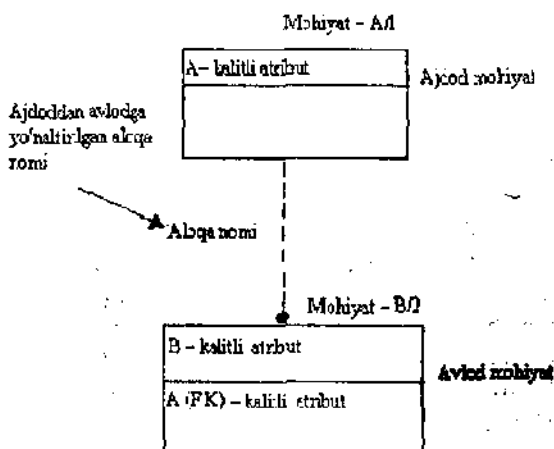 Mohiyat – A/1
A – kalitli atribut
Ajdod mohiyat
Ajdoddan avlodga
yo'naltirilgan aloqa
nomi
Aloqa nomi
Mohiyat – B/2
B – kalitli atribut
Avlod mohiyat
A (FK) – kalitli atribut